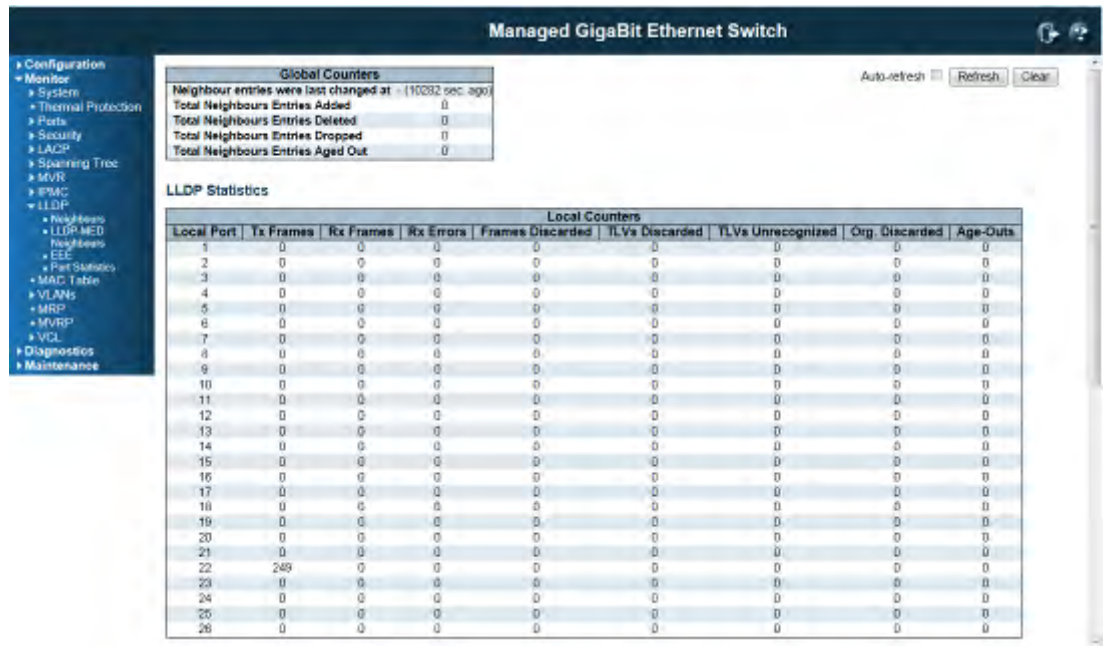 Managed GigaBit Ethernet Switch
Configuration
Monitor
System
Thermal Protection
Ports
Security
LACP
Spanning Tree
MVR
IPMC
LLDP
Neighbours
LLDP-MED
Neighbours
EEE
Port Statistics
MAC Table
VLANs
MRP
MVRP
VCL
Diagnostics
Maintenance
Auto-refresh Refresh Clear
Global Counters
Neighbour entries were last changed at - (10282 sec. ago)
Total Neighbours Entries Added 0
Total Neighbours Entries Deleted 0
Total Neighbours Entries Dropped 0
Total Neighbours Entries Aged Out 0
LLDP Statistics
Local Counters
Local Port Tx Frames Rx Frames Rx Errors Frames Discarded TLVs Discarded TLVs Unrecognized Org. Discarded Age-Outs
1 0 0 0 0 0 0 0 0
2 0 0 0 0 0 0 0 0
3 0 0 0 0 0 0 0 0
4 0 0 0 0 0 0 0 0
5 0 0 0 0 0 0 0 0
6 0 0 0 0 0 0 0 0
7 0 0 0 0 0 0 0 0
8 0 0 0 0 0 0 0 0
9 0 0 0 0 0 0 0 0
10 0 0 0 0 0 0 0 0
11 0 0 0 0 0 0 0 0
12 0 0 0 0 0 0 0 0
13 0 0 0 0 0 0 0 0
14 0 0 0 0 0 0 0 0
15 0 0 0 0 0 0 0 0
16 0 0 0 0 0 0 0 0
17 0 0 0 0 0 0 0 0
18 0 0 0 0 0 0 0 0
19 0 0 0 0 0 0 0 0
20 0 0 0 0 0 0 0 0
21 0 0 0 0 0 0 0 0
22 249 0 0 0 0 0 0 0
23 0 0 0 0 0 0 0 0
24 0 0 0 0 0 0 0 0
25 0 0 0 0 0 0 0 0
26 0 0 0 0 0 0 0 0